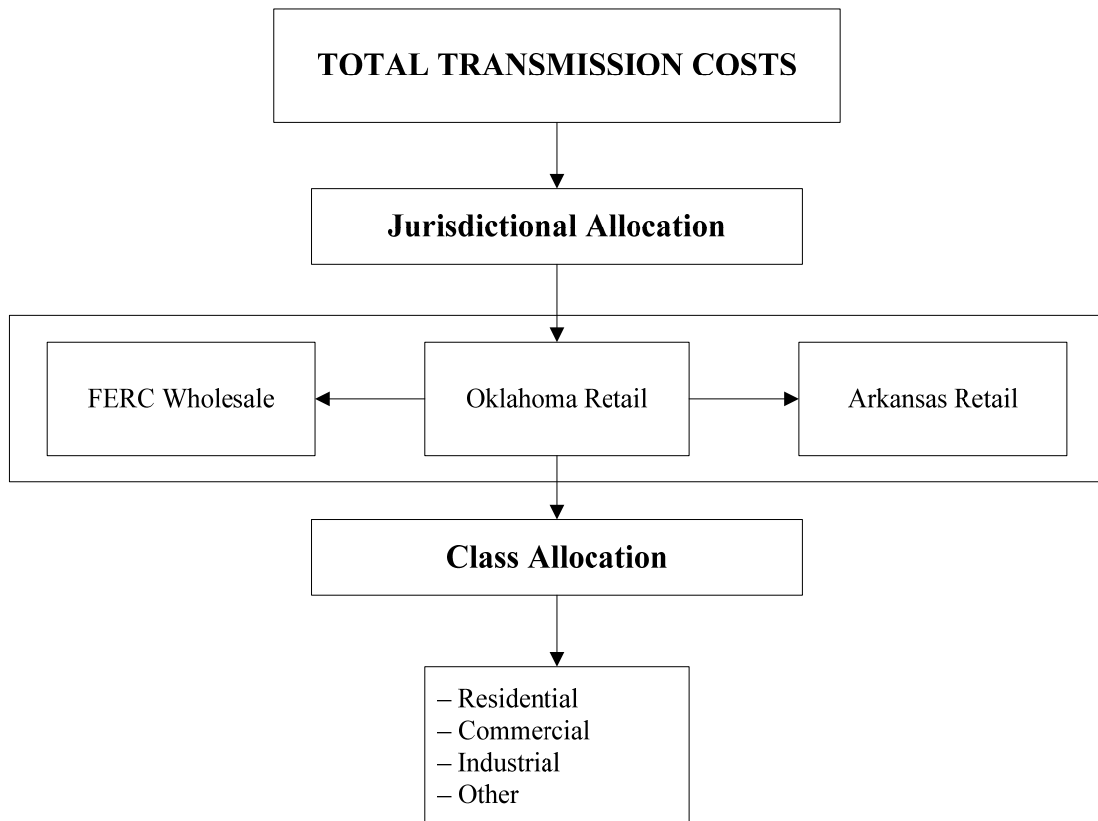 TOTAL TRANSMISSION COSTS
Jurisdictional Allocation
FERC Wholesale
Oklahoma Retail
Arkansas Retail
Class Allocation
– Residential
– Commercial
– Industrial
– Other